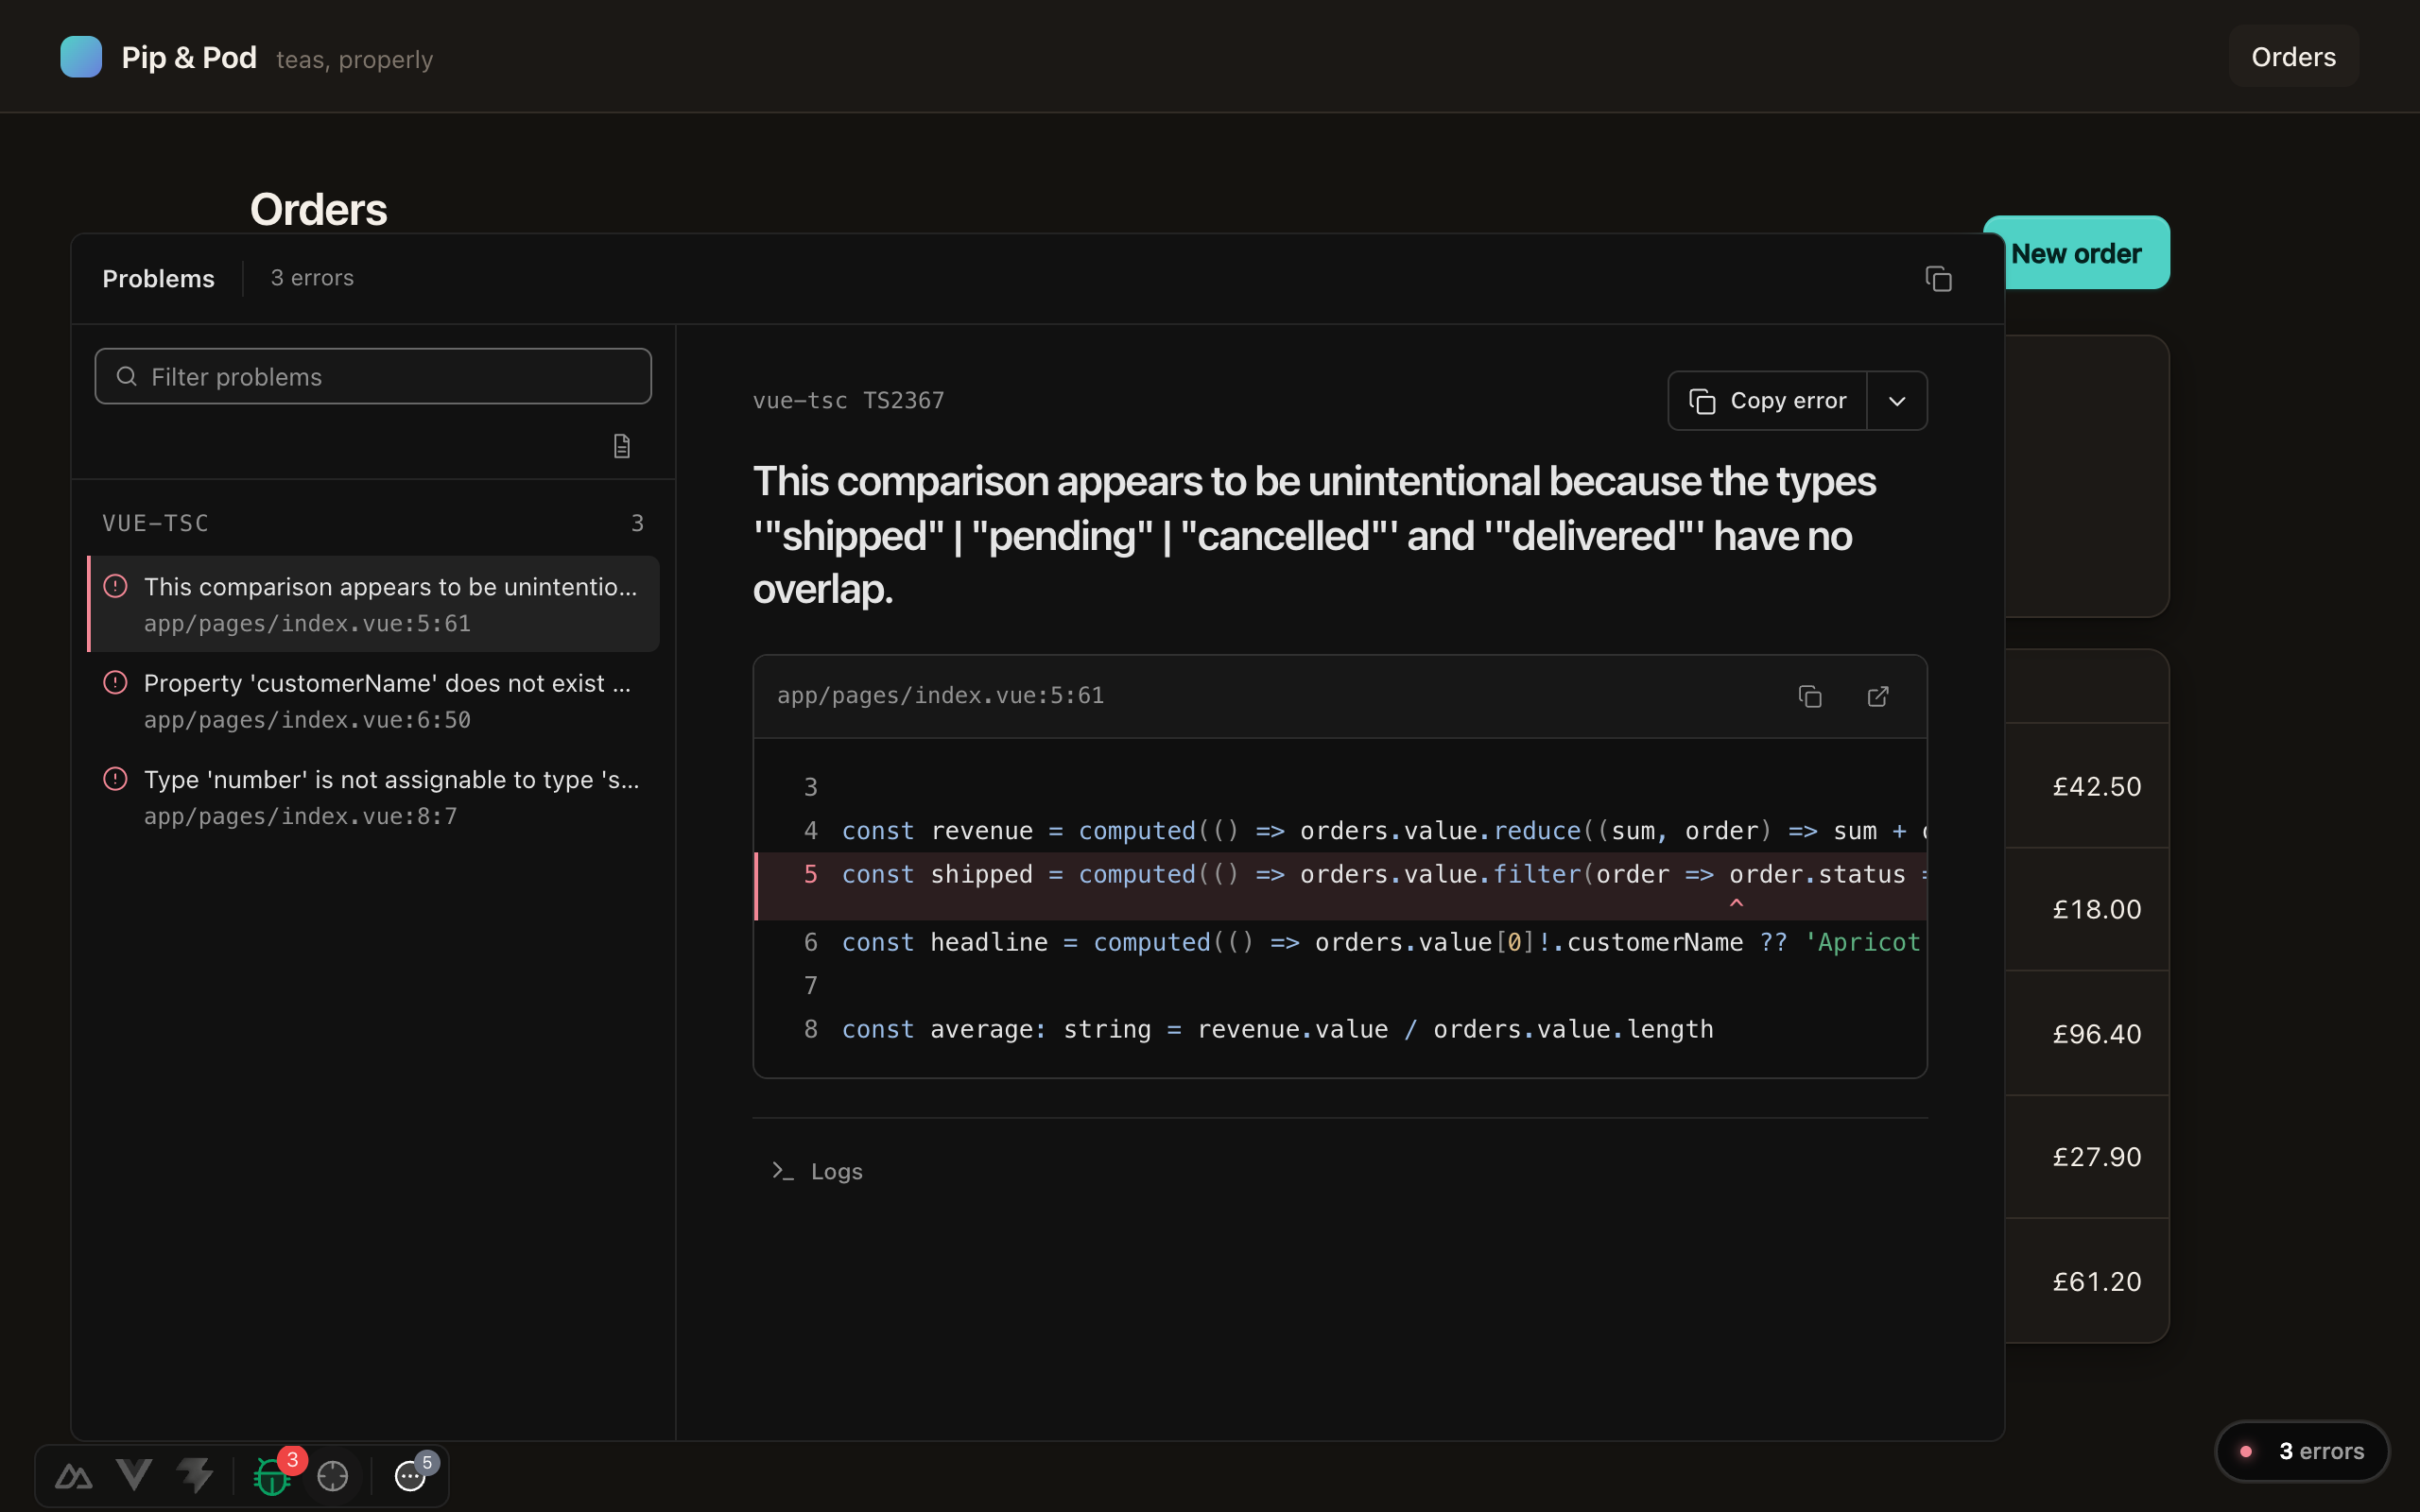 Pip & Pod teas, properly
Orders
Orders
New order
Problems
3 errors
Filter problems
VUE-TSC 3
This comparison appears to be unintentio...
app/pages/index.vue:5:61
Property 'customerName' does not exist ...
app/pages/index.vue:6:50
Type 'number' is not assignable to type 's...
app/pages/index.vue:8:7
vue-tsc TS2367
Copy error
This comparison appears to be unintentional because the types
'"shipped" | "pending" | "cancelled"' and '"delivered"' have no
overlap.
app/pages/index.vue:5:61
3
4 const revenue = computed(() => orders.value.reduce((sum, order) => sum +
5 const shipped = computed(() => orders.value.filter(order => order.status
^
6 const headline = computed(() => orders.value[0]!.customerName ?? 'Apricot
7
8 const average: string = revenue.value / orders.value.length
Logs
£42.50
£18.00
£96.40
£27.90
£61.20
3
5
3 errors